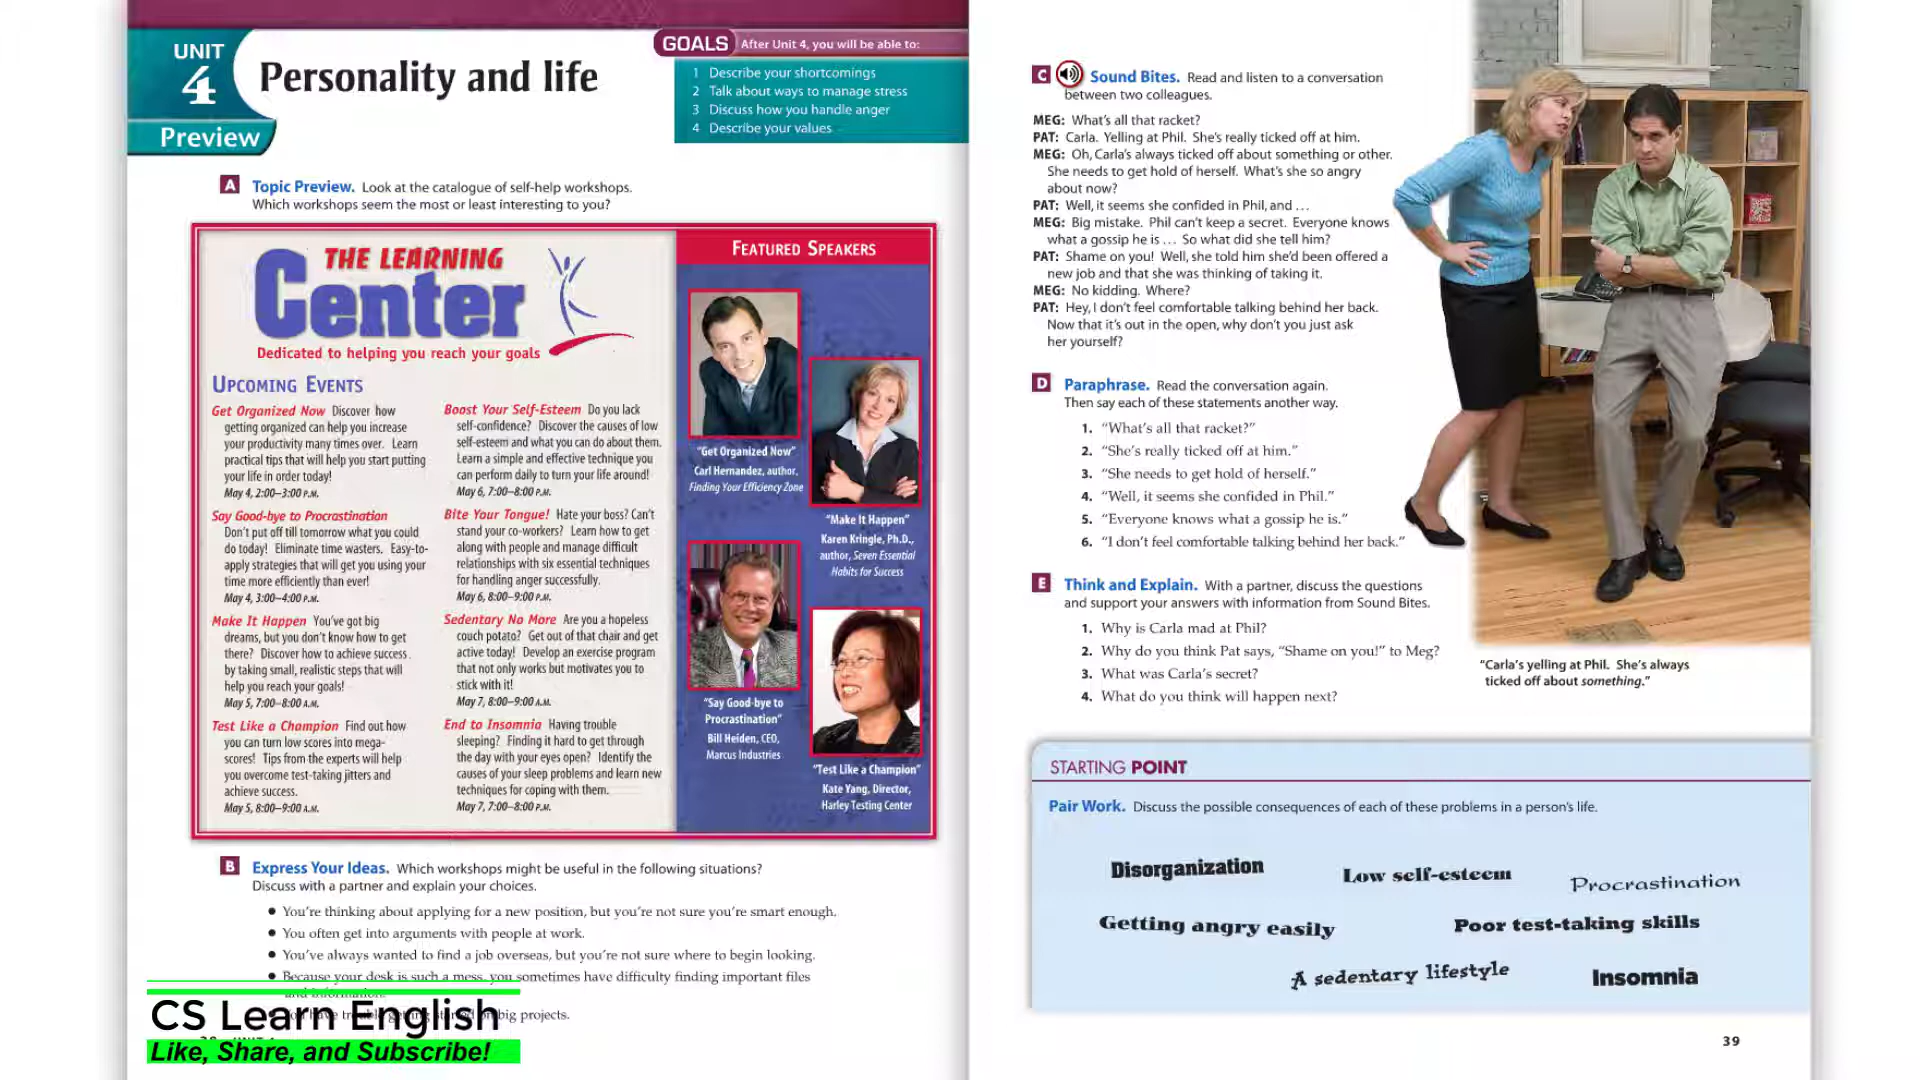 UNIT
4
Preview
Personality and life
GOALS After Unit 4, you will be able to:
1 Describe your shortcomings
2 Talk about ways to manage stress
3 Discuss how you handle anger
4 Describe your values
A Topic Preview. Look at the catalogue of self-help workshops.
Which workshops seem the most or least interesting to you?
THE LEARNING
Center
Dedicated to helping you reach your goals
UPCOMING EVENTS
Get Organized Now Discover how
getting organized can help you increase
your productivity many times over. Learn
practical tips that will help you start putting
your life in order today!
May 4, 2:00–3:00 P.M.
Say Good-bye to Procrastination
Don't put off till tomorrow what you could
do today! Eliminate time wasters. Easy-to-
apply strategies that will get you using your
time more efficiently than ever!
May 4, 3:00–4:00 P.M.
Make It Happen You've got big
dreams, but you don't know how to get
there? Discover how to achieve success
by taking small, realistic steps that will
help you reach your goals!
May 5, 7:00–8:00 A.M.
Test Like a Champion Find out how
you can turn low scores into mega-
scores! Tips from the experts will help
you overcome test-taking jitters and
achieve success.
May 5, 8:00–9:00 A.M.
Boost Your Self-Esteem Do you lack
self-confidence? Discover the causes of low
self-esteem and what you can do about them.
Learn a simple and effective technique you
can perform daily to turn your life around!
May 6, 7:00–8:00 P.M.
Bite Your Tongue! Hate your boss? Can't
stand your co-workers? Learn how to get
along with people and manage difficult
relationships with six essential techniques
for handling anger successfully.
May 6, 8:00–9:00 P.M.
Sedentary No More Are you a hopeless
couch potato? Get out of that chair and get
active today! Develop an exercise program
that not only works but motivates you to
stick with it!
May 7, 8:00–9:00 A.M.
End to Insomnia Having trouble
sleeping? Finding it hard to get through
the day with your eyes open? Identify the
causes of your sleep problems and learn new
techniques for coping with them.
May 7, 7:00–8:00 P.M.
FEATURED SPEAKERS
"Get Organized Now"
Carl Hernandez, author,
Finding Your Efficiency Zone
"Make It Happen"
Karen Kringle, Ph.D.,
author, Seven Essential
Habits for Success
"Say Good-bye to
Procrastination"
Bill Heiden, CEO,
Marcus Industries
"Test Like a Champion"
Kate Yang, Director,
Harley Testing Center
B Express Your Ideas. Which workshops might be useful in the following situations?
Discuss with a partner and explain your choices.
• You're thinking about applying for a new position, but you're not sure you're smart enough.
• You often get into arguments with people at work.
• You've always wanted to find a job overseas, but you're not sure where to begin looking.
• Because your desk is such a mess, you sometimes have difficulty finding important files
and information.
big projects.
CS Learn English
Like, Share, and Subscribe!
C Sound Bites. Read and listen to a conversation
between two colleagues.
MEG: What's all that racket?
PAT: Carla. Yelling at Phil. She's really ticked off at him.
MEG: Oh, Carla's always ticked off about something or other.
She needs to get hold of herself. What's she so angry
about now?
PAT: Well, it seems she confided in Phil, and ...
MEG: Big mistake. Phil can't keep a secret. Everyone knows
what a gossip he is ... So what did she tell him?
PAT: Shame on you! Well, she told him she'd been offered a
new job and that she was thinking of taking it.
MEG: No kidding. Where?
PAT: Hey, I don't feel comfortable talking behind her back.
Now that it's out in the open, why don't you just ask
her yourself?
D Paraphrase. Read the conversation again.
Then say each of these statements another way.
1. "What's all that racket?"
2. "She's really ticked off at him."
3. "She needs to get hold of herself."
4. "Well, it seems she confided in Phil."
5. "Everyone knows what a gossip he is."
6. "I don't feel comfortable talking behind her back."
E Think and Explain. With a partner, discuss the questions
and support your answers with information from Sound Bites.
1. Why is Carla mad at Phil?
2. Why do you think Pat says, "Shame on you!" to Meg?
3. What was Carla's secret?
4. What do you think will happen next?
"Carla's yelling at Phil. She's always
ticked off about something."
STARTING POINT
Pair Work. Discuss the possible consequences of each of these problems in a person's life.
Disorganization
Low self-esteem
Procrastination
Getting angry easily
Poor test-taking skills
A sedentary lifestyle
Insomnia
39